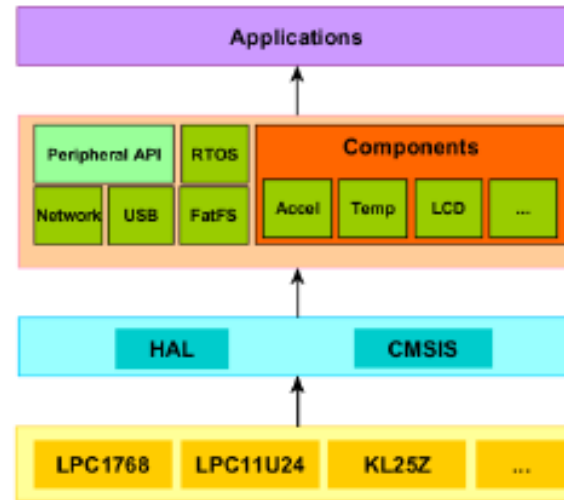 Applications
Peripheral API RTOS Components
Network USB FatFS Accel Temp LCD ...
HAL CMSIS
LPC1768 LPC11U24 KL25Z ...